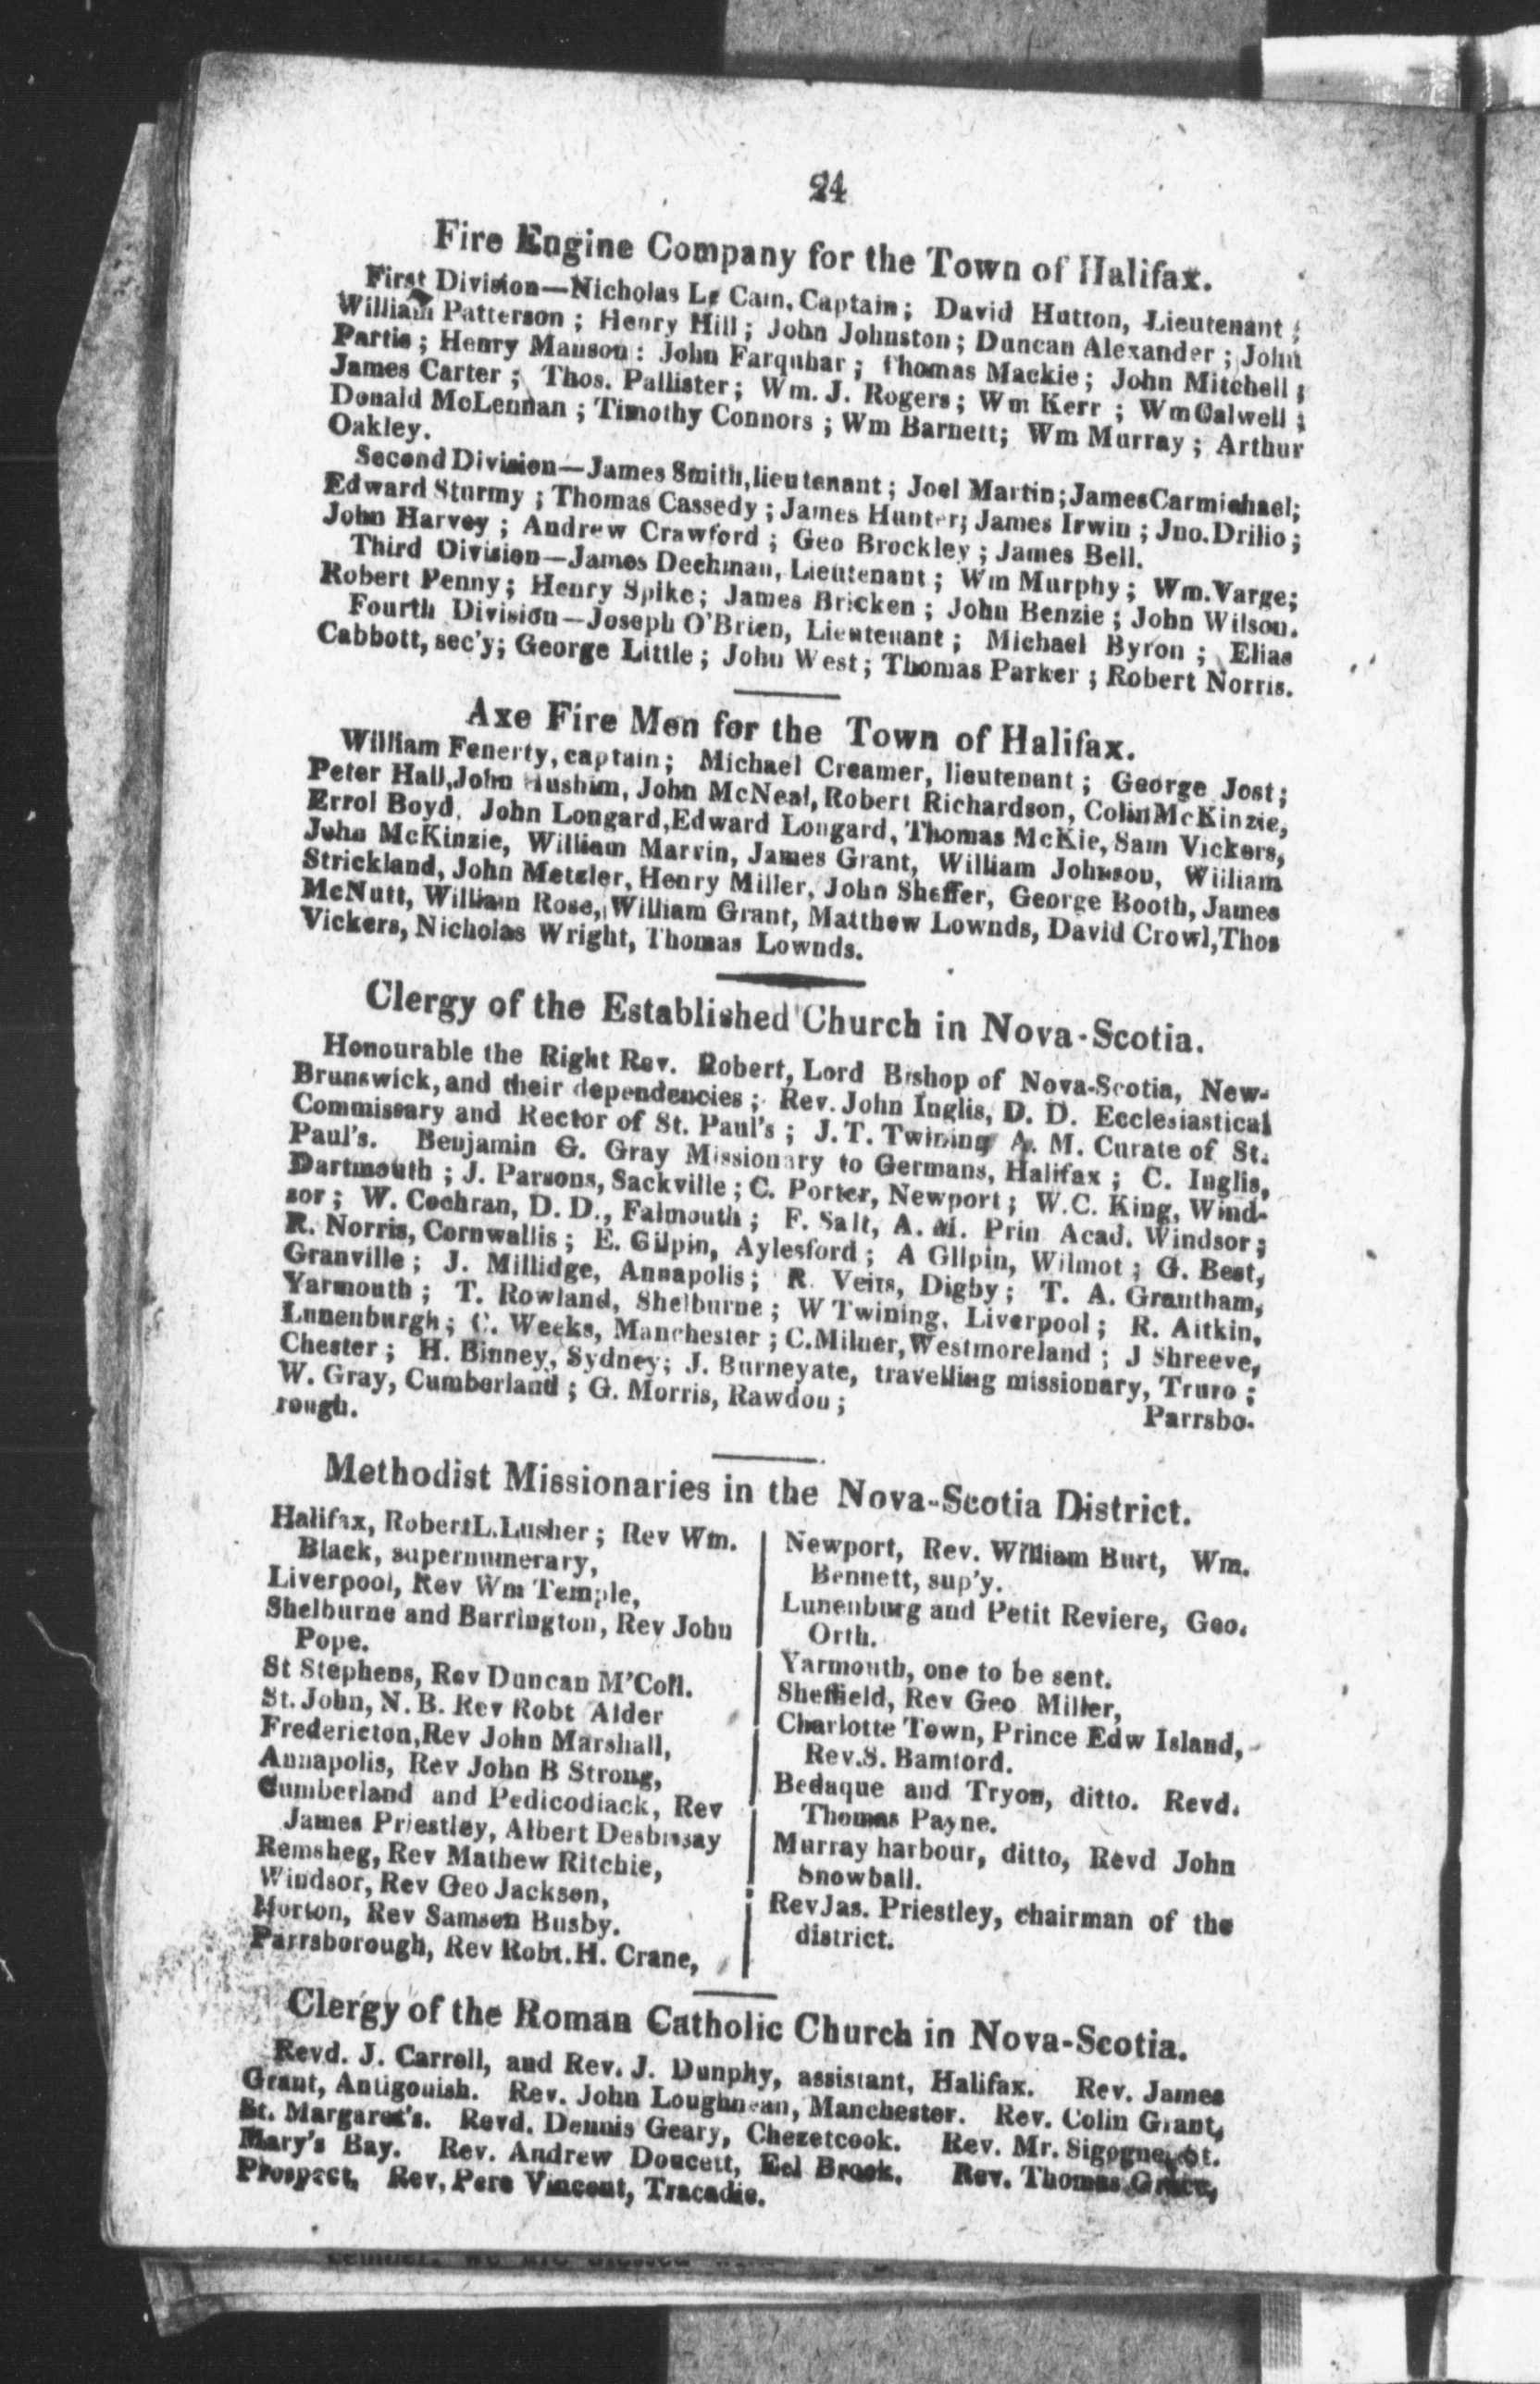 24
Fire Engine Company for the Town of Halifax.
First Division—Nicholas Le Cain, Captain; David Hutton, Lieutenant;
William Patterson; Henry Hill; John Johnston; Duncan Alexander; John
Partis; Henry Manson: John Farquhar; Thomas Mackie; John Mitchell;
James Carter; Thos. Pallister; Wm. J. Rogers; Wm Kerr; Wm Calwell;
Donald McLennan; Timothy Connors; Wm Barnett; Wm Murray; Arthur
Oakley.
Second Division—James Smith, lieutenant; Joel Martin; James Carmichael;
Edward Sturmy; Thomas Cassedy; James Hunter; James Irwin; Jno. Drilio;
John Harvey; Andrew Crawford; Geo Brockley; James Bell.
Third Division—James Dechman, Lieutenant; Wm Murphy; Wm. Varge;
Robert Penny; Henry Spike; James Bricken; John Benzie; John Wilson.
Fourth Division—Joseph O'Brien, Lieutenant; Michael Byron; Elias
Cabbott, sec'y; George Little; John West; Thomas Parker; Robert Norris.
Axe Fire Men for the Town of Halifax.
William Fenerty, captain; Michael Creamer, lieutenant; George Jost;
Peter Hall, John Hushim, John McNeal, Robert Richardson, Colin McKinzie,
Errol Boyd, John Longard, Edward Longard, Thomas McKie, Sam Vickers,
John McKinzie, William Marvin, James Grant, William Johnson, William
Strickland, John Metzler, Henry Miller, John Sheffer, George Booth, James
McNutt, William Rose, William Grant, Matthew Lownds, David Crowl, Thos
Vickers, Nicholas Wright, Thomas Lownds.
Clergy of the Established Church in Nova-Scotia.
Honourable the Right Rev. Robert, Lord Bishop of Nova-Scotia, New-
Brunswick, and their dependencies; Rev. John Inglis, D. D. Ecclesiastical
Commissary and Rector of St. Paul's; J. T. Twining A. M. Curate of St.
Paul's. Benjamin G. Gray Missionary to Germans, Halifax; C. Inglis,
Dartmouth; J. Parsons, Sackville; C. Porter, Newport; W. C. King, Wind-
sor; W. Cochran, D. D., Falmouth; F. Salt, A. M. Prin Acad. Windsor;
R. Norris, Cornwallis; E. Gilpin, Aylesford; A Gilpin, Wilmot; G. Best,
Granville; J. Millidge, Annapolis; R. Veits, Digby; T. A. Grantham,
Yarmouth; T. Rowland, Shelburne; W Twining, Liverpool; R. Aitkin,
Lunenburgh; C. Weeks, Manchester; C. Milner, Westmoreland; J Shreeve,
Chester; H. Binney, Sydney; J. Burneyate, travelling missionary, Truro;
W. Gray, Cumberland; G. Morris, Rawdon; Parrsbo-
rough.
Methodist Missionaries in the Nova-Scotia District.
Halifax, Robert L. Lusher; Rev Wm.
Black, supernumerary,
Liverpool, Rev Wm Temple,
Shelburne and Barrington, Rev John
Pope.
St Stephens, Rev Duncan M'Coll.
St. John, N. B. Rev Robt Alder
Fredericton, Rev John Marshall,
Annapolis, Rev John B Strong,
Cumberland and Pedicodiack, Rev
James Priestley, Albert Desbrisay
Remsheg, Rev Mathew Ritchie,
Windsor, Rev Geo Jackson,
Horton, Rev Samson Busby.
Parrsborough, Rev Robt. H. Crane,
Newport, Rev. William Burt, Wm.
Bennett, sup'y.
Lunenburg and Petit Reviere, Geo.
Orth.
Yarmouth, one to be sent.
Sheffield, Rev Geo Miller,
Charlotte Town, Prince Edw Island,
Rev. S. Bamford.
Bedaque and Tryon, ditto. Revd.
Thomas Payne.
Murray harbour, ditto, Revd John
Snowball.
Rev Jas. Priestley, chairman of the
district.
Clergy of the Roman Catholic Church in Nova-Scotia.
Revd. J. Carroll, and Rev. J. Dunphy, assistant, Halifax. Rev. James
Grant, Antigonish. Rev. John Loughnean, Manchester. Rev. Colin Grant,
St. Margaret's. Revd. Dennis Geary, Chezetcook. Rev. Mr. Sigogne, St.
Mary's Bay. Rev. Andrew Doucett, Eel Brook. Rev. Thomas Grace,
Prospect. Rev. Pere Vincent, Tracadie.